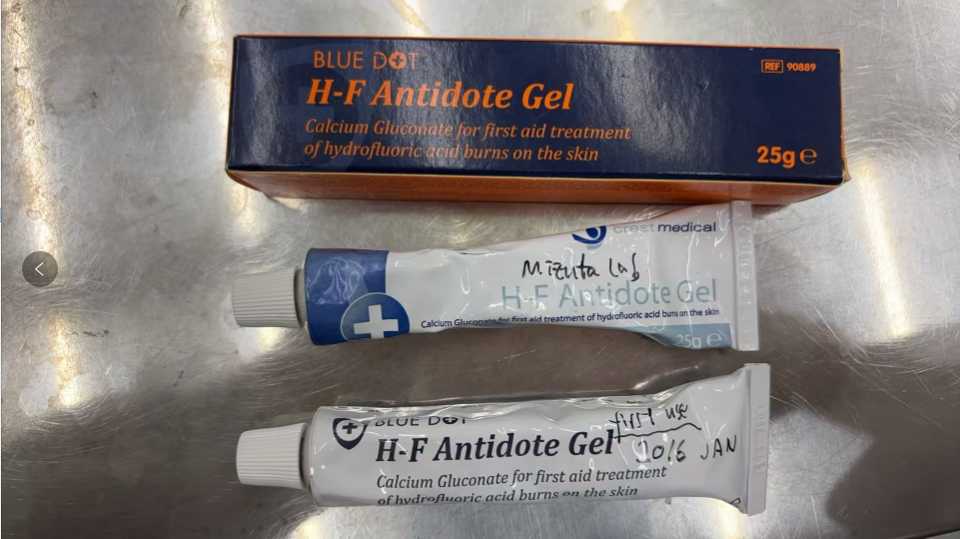 BLUE DOT
REF 90889
H-F Antidote Gel
Calcium Gluconate for first aid treatment
of hydrofluoric acid burns on the skin
25g e
crest medical
Mizuta Lab
H-F Antidote Gel
Calcium Gluconate for first aid treatment of hydrofluoric acid buns on the skin
25g e
BLUE DOT
first use
H-F Antidote Gel
2016 JAN
Calcium Gluconate for first aid treatment
of hydrofluoric acid burns on the skin